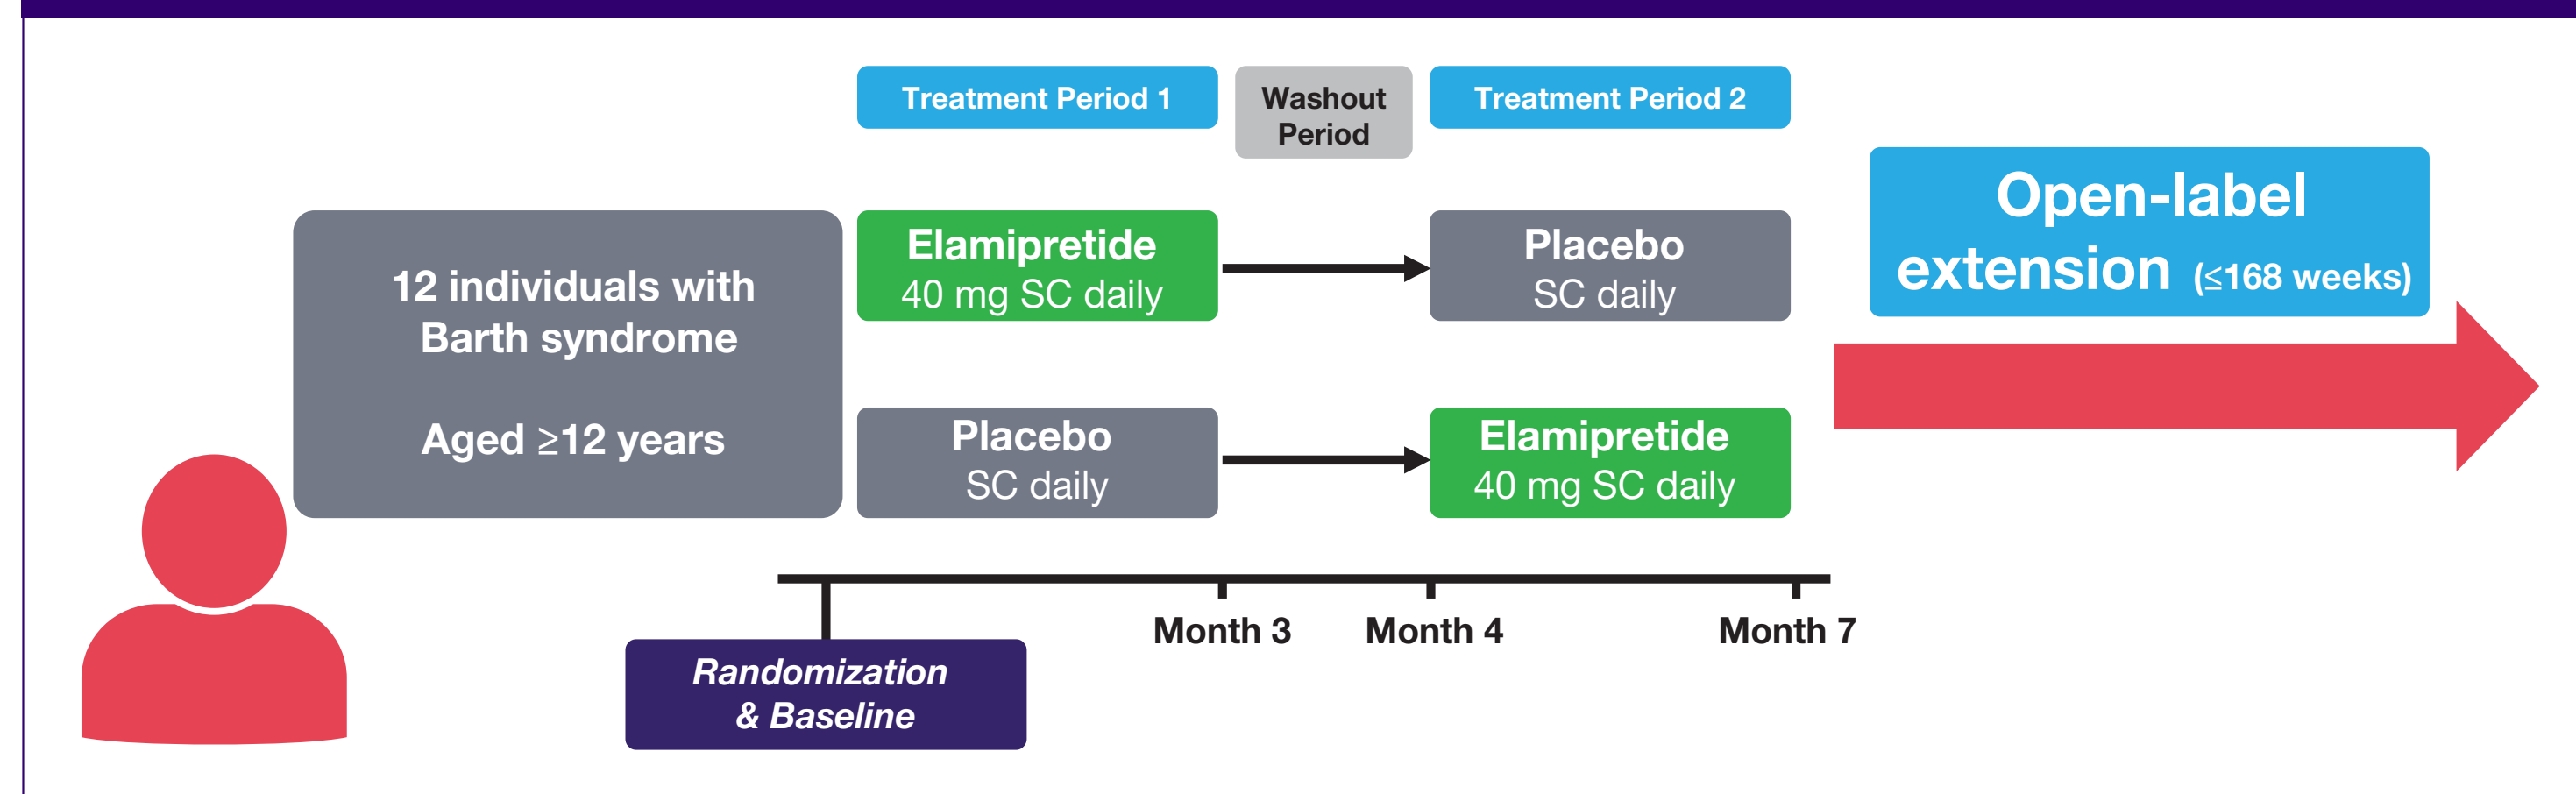 Treatment Period 1
Washout
Period
Treatment Period 2
Open-label
extension (≤168 weeks)
12 individuals with
Barth syndrome
Aged ≥12 years
Elamipretide
40 mg SC daily
Placebo
SC daily
Placebo
SC daily
Elamipretide
40 mg SC daily
Month 3
Month 4
Month 7
Randomization
& Baseline